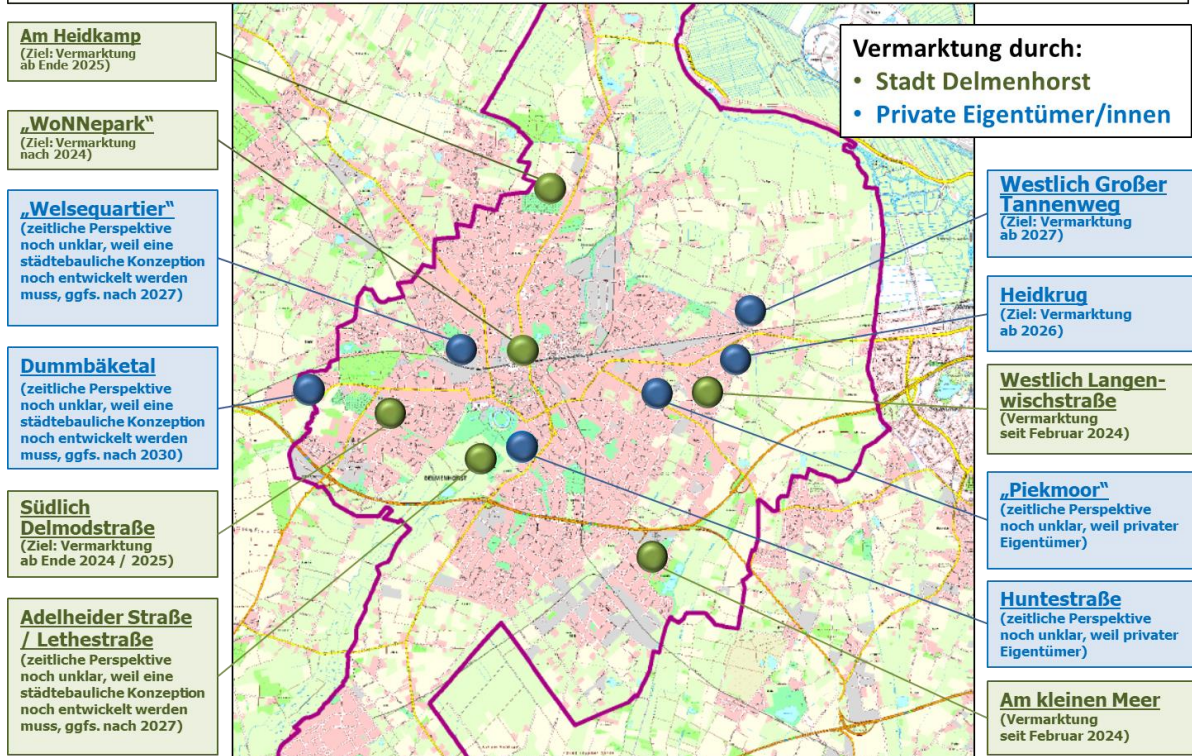 Am Heidkamp
(Ziel: Vermarktung
ab Ende 2025)
„WoNNepark“
(Ziel: Vermarktung
nach 2024)
„Welsequartier“
(zeitliche Perspektive
noch unklar, weil eine
städtebauliche Konzeption
noch entwickelt werden
muss, ggfs. nach 2027)
Dummbäketal
(zeitliche Perspektive
noch unklar, weil eine
städtebauliche Konzeption
noch entwickelt werden
muss, ggfs. nach 2030)
Südlich
Delmodstraße
(Ziel: Vermarktung
ab Ende 2024 / 2025)
Adelheider Straße
/ Lethestraße
(zeitliche Perspektive
noch unklar, weil eine
städtebauliche Konzeption
noch entwickelt werden
muss, ggfs. nach 2027)
DELMENHORST
Vermarktung durch:
• Stadt Delmenhorst
• Private Eigentümer/innen
Westlich Großer
Tannenweg
(Ziel: Vermarktung
ab 2027)
Heidkrug
(Ziel: Vermarktung
ab 2026)
Westlich Langen-
wischstraße
(Vermarktung
seit Februar 2024)
„Piekmoor“
(zeitliche Perspektive
noch unklar, weil privater
Eigentümer)
Huntestraße
(zeitliche Perspektive
noch unklar, weil privater
Eigentümer)
Am kleinen Meer
(Vermarktung
seit Februar 2024)